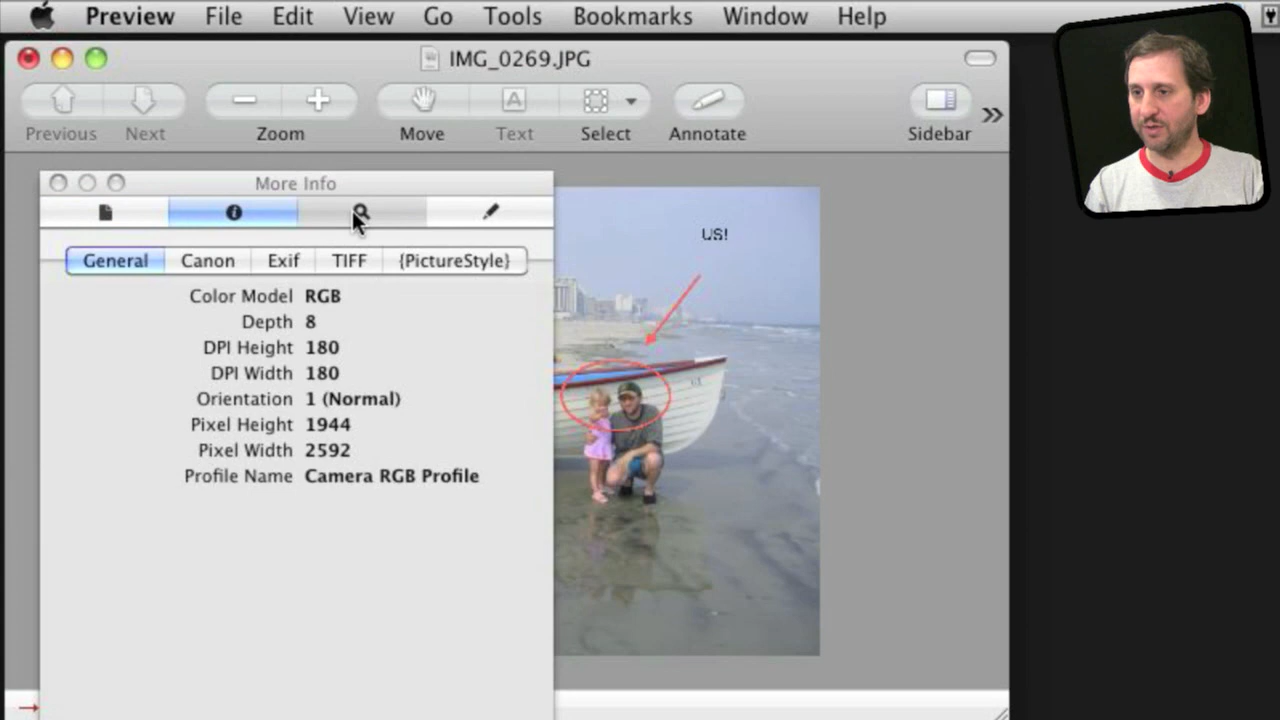 Preview File Edit View Go Tools Bookmarks Window Help
IMG_0269.JPG
Previous Next Zoom Move Text Select Annotate Sidebar
More Info
General Canon Exif TIFF {PictureStyle}
Color Model RGB
Depth 8
DPI Height 180
DPI Width 180
Orientation 1 (Normal)
Pixel Height 1944
Pixel Width 2592
Profile Name Camera RGB Profile
US!